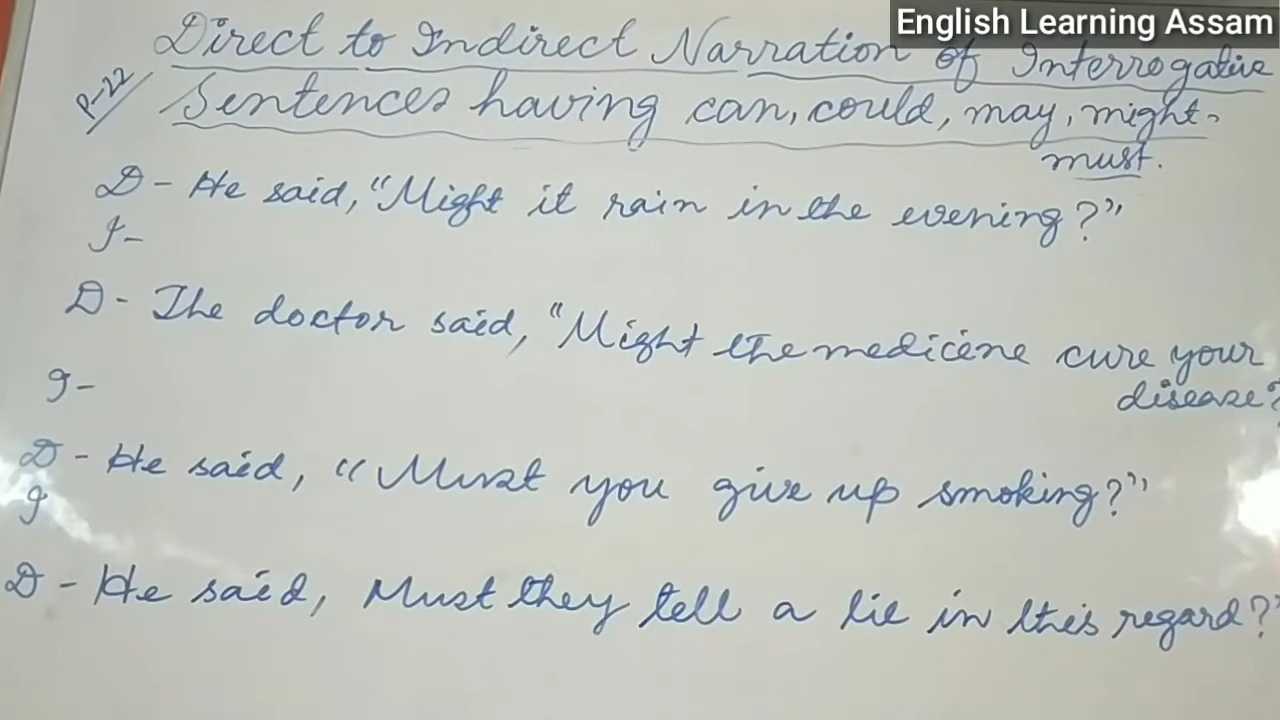 English Learning Assam
Direct to Indirect Narration of Interrogative
P-22
Sentences having can, could, may, might,
must.
D - He said, "Might it rain in the evening?"
I -
D - The doctor said, "Might the medicine cure your
disease?
I -
D - He said, "Must you give up smoking?"
I
D - He said, Must they tell a lie in this regard?"